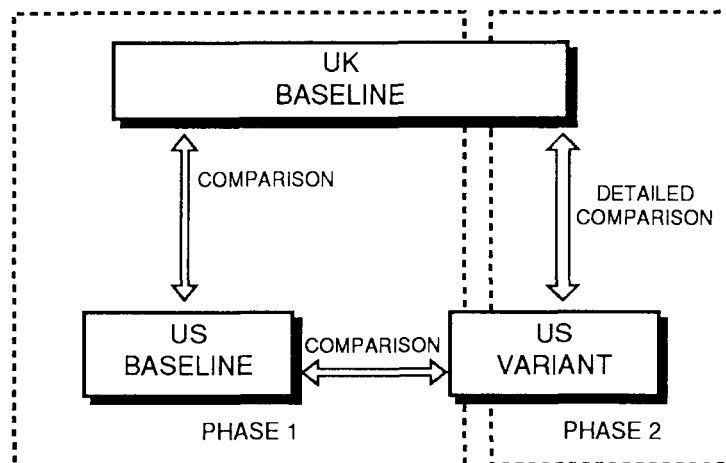 UK
BASELINE
COMPARISON
DETAILED
COMPARISON
US
BASELINE
COMPARISON
US
VARIANT
PHASE 1
PHASE 2